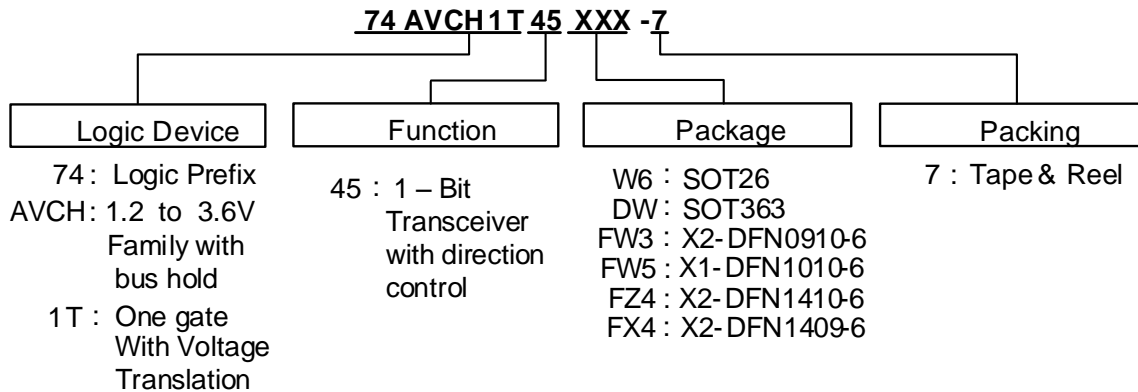 74 AVCH1T 45 XXX -7
Logic Device
74 : Logic Prefix
AVCH : 1.2 to 3.6V
Family with
bus hold
1T : One gate
With Voltage
Translation
Function
45 : 1 – Bit
Transceiver
with direction
control
Package
W6 : SOT26
DW : SOT363
FW3 : X2-DFN0910-6
FW5 : X1-DFN1010-6
FZ4 : X2-DFN1410-6
FX4 : X2-DFN1409-6
Packing
7 : Tape & Reel